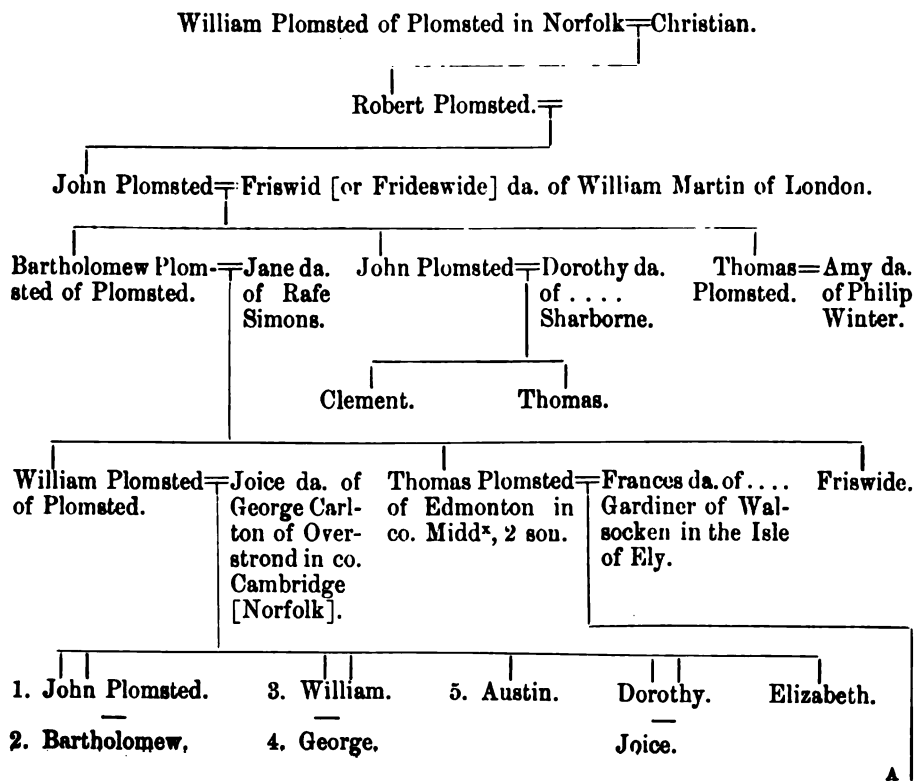 William Plomsted of Plomsted in Norfolk=Christian.
Robert Plomsted.=
John Plomsted=Friswid [or Frideswide] da. of William Martin of London.
Bartholomew Plom-=Jane da.
sted of Plomsted.
of Rafe
Simons.
John Plomsted=Dorothy da.
of ....
Sharborne.
Thomas=Amy da.
Plomsted.
of Philip
Winter.
Clement.
Thomas.
William Plomsted=Joice da. of
of Plomsted.
George Carl-
ton of Over-
strond in co.
Cambridge
[Norfolk].
Thomas Plomsted=Frances da. of ....
of Edmonton in
co. Middˣ, 2 son.
Gardiner of Wal-
socken in the Isle
of Ely.
Friswide.
1. John Plomsted.
2. Bartholomew.
3. William.
4. George.
5. Austin.
Dorothy.
Joice.
Elizabeth.
A